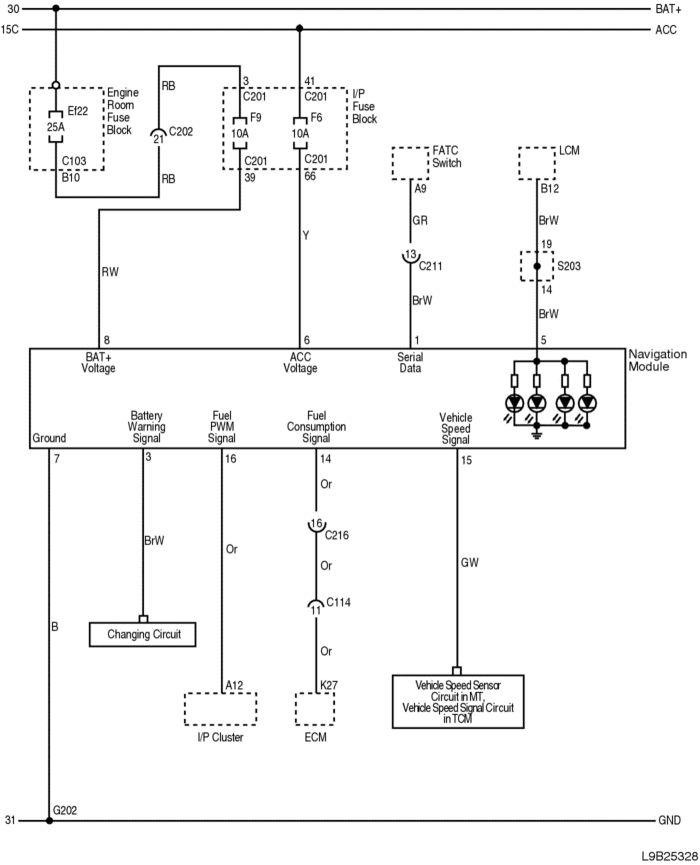 30
BAT+
15C
ACC
Engine
Room
Fuse
Block
Ef22
25A
C103
B10
RB
21
C202
RB
3
C201
F9
10A
C201
39
41
C201
F6
10A
C201
66
I/P
Fuse
Block
FATC
Switch
A9
GR
13
C211
BrW
LCM
B12
BrW
19
S203
14
BrW
RW
Y
8
6
1
5
BAT+
Voltage
ACC
Voltage
Serial
Data
Navigation
Module
Ground
Battery
Warning
Signal
Fuel
PWM
Signal
Fuel
Consumption
Signal
Vehicle
Speed
Signal
7
3
16
14
15
Or
16
C216
BrW
Or
Or
GW
11
C114
B
Changing Circuit
Or
A12
K27
I/P Cluster
ECM
Vehicle Speed Sensor
Circuit in MT,
Vehicle Speed Signal Circuit
in TCM
G202
31
GND
L9B25328